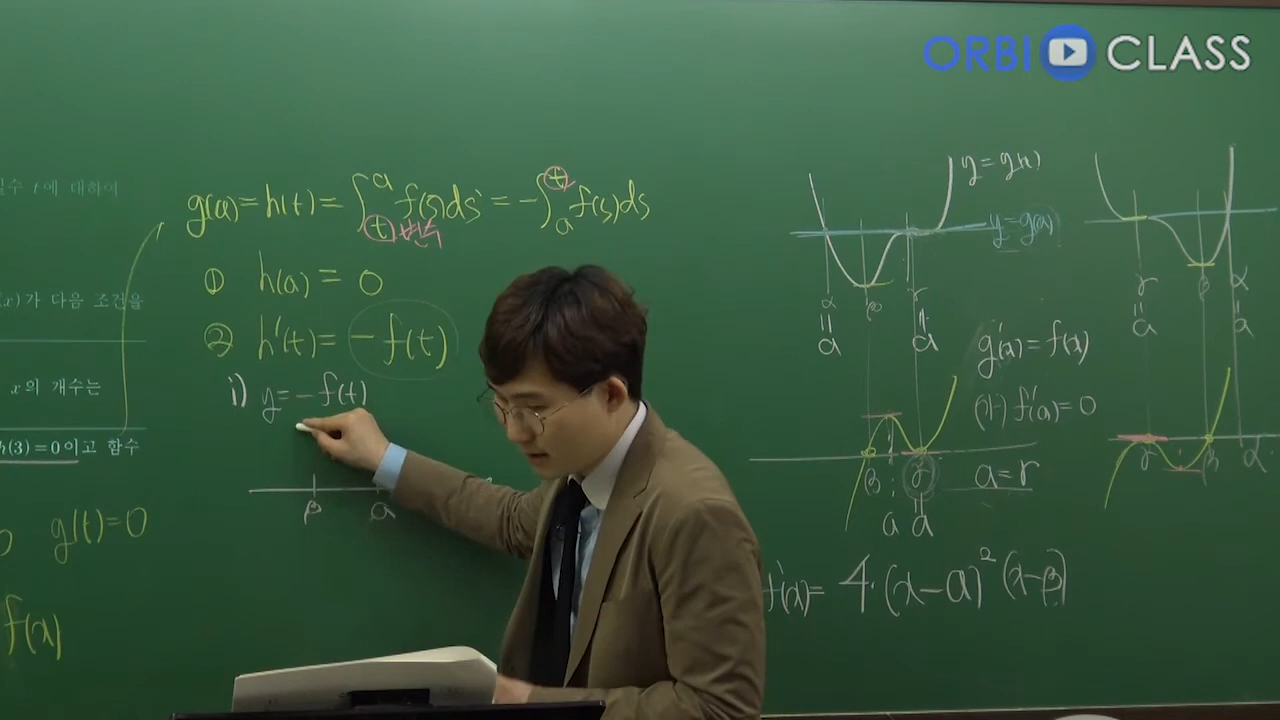 ORBI CLASS
실수 t에 대하여
(x)가 다음 조건을
x의 개수는
h(3)=0이고 함수
g(t)=0
f(x)
g(a)=h(t)=∫_t^a f(s)ds=-∫_a^t f(s)ds
변수
① h(a)=0
② h'(t)=-f(t)
i) y=-f(t)
β a
y=g(x)
y=g(a)
α β r
= =
a a
g'(x)=f(x)
(가) f'(a)=0
a=r
β r
=
a a
f(x)=4·(x-a)²(x-β)
r β α
= =
a a
β α